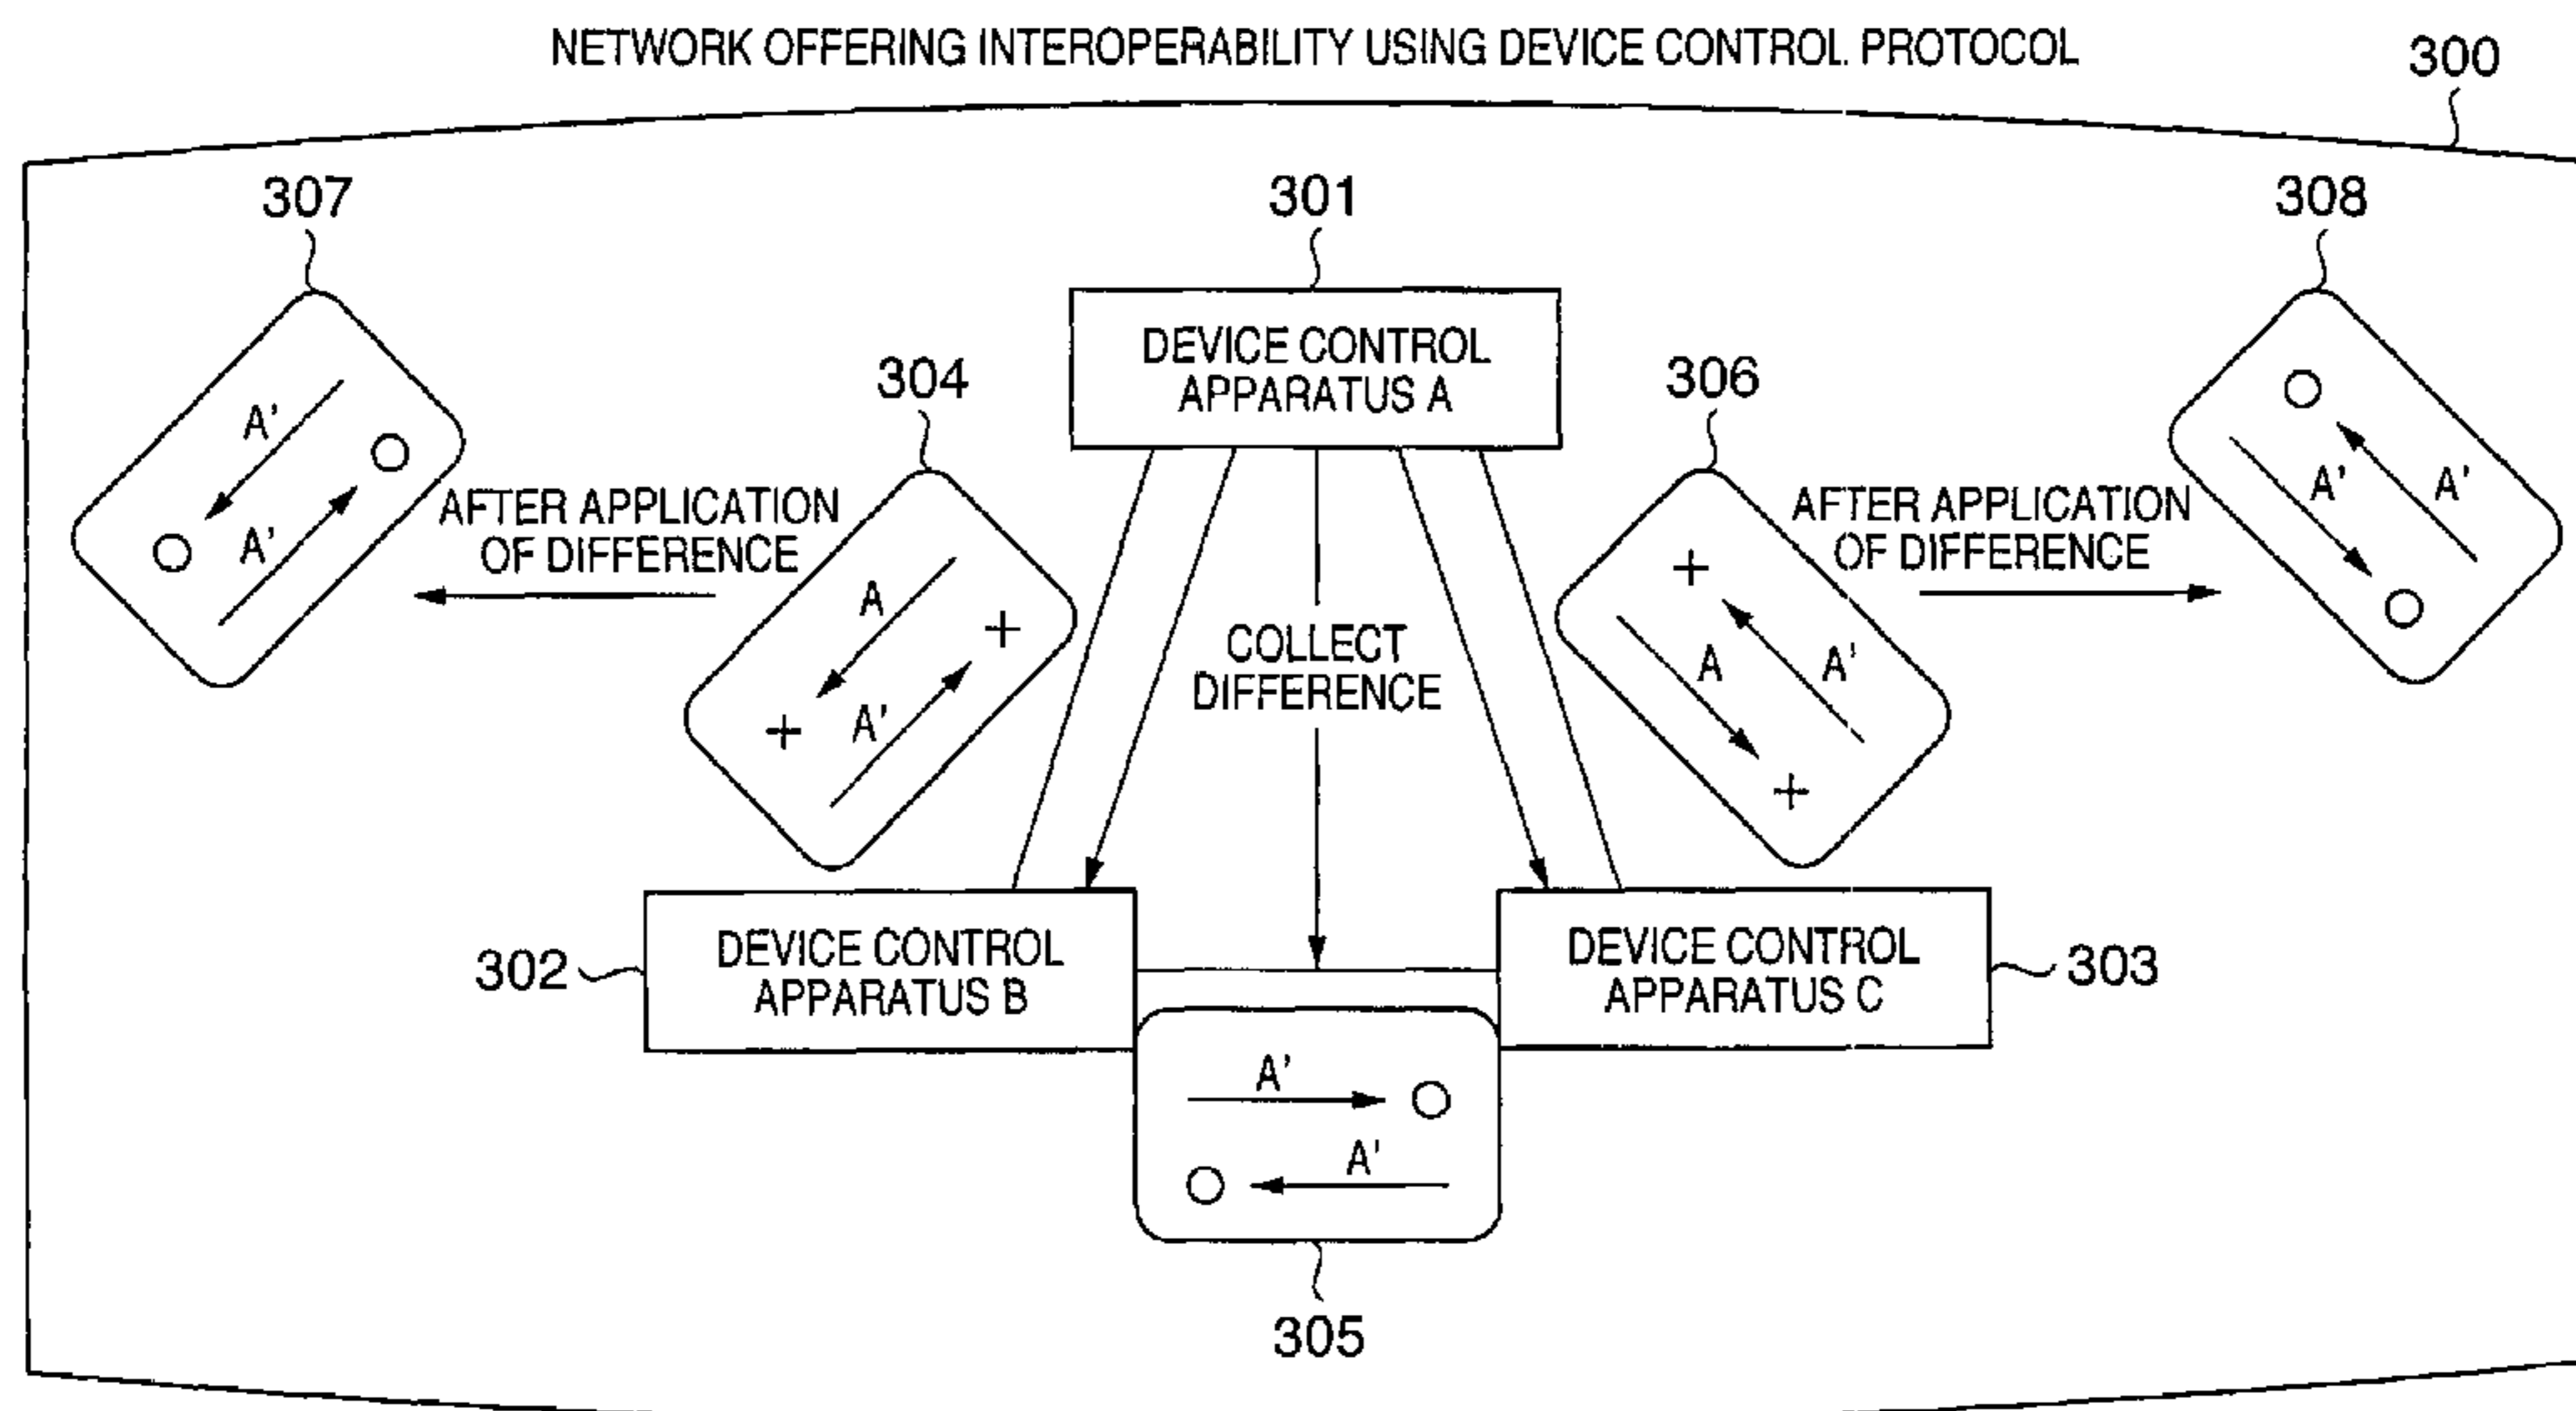 NETWORK OFFERING INTEROPERABILITY USING DEVICE CONTROL PROTOCOL
300
307
301
308
304
306
DEVICE CONTROL
APPARATUS A
A'
A'
AFTER APPLICATION
OF DIFFERENCE
A
A'
+
+
COLLECT
DIFFERENCE
+
+
A
A'
AFTER APPLICATION
OF DIFFERENCE
A'
A'
302
DEVICE CONTROL
APPARATUS B
DEVICE CONTROL
APPARATUS C
303
A'
A'
305